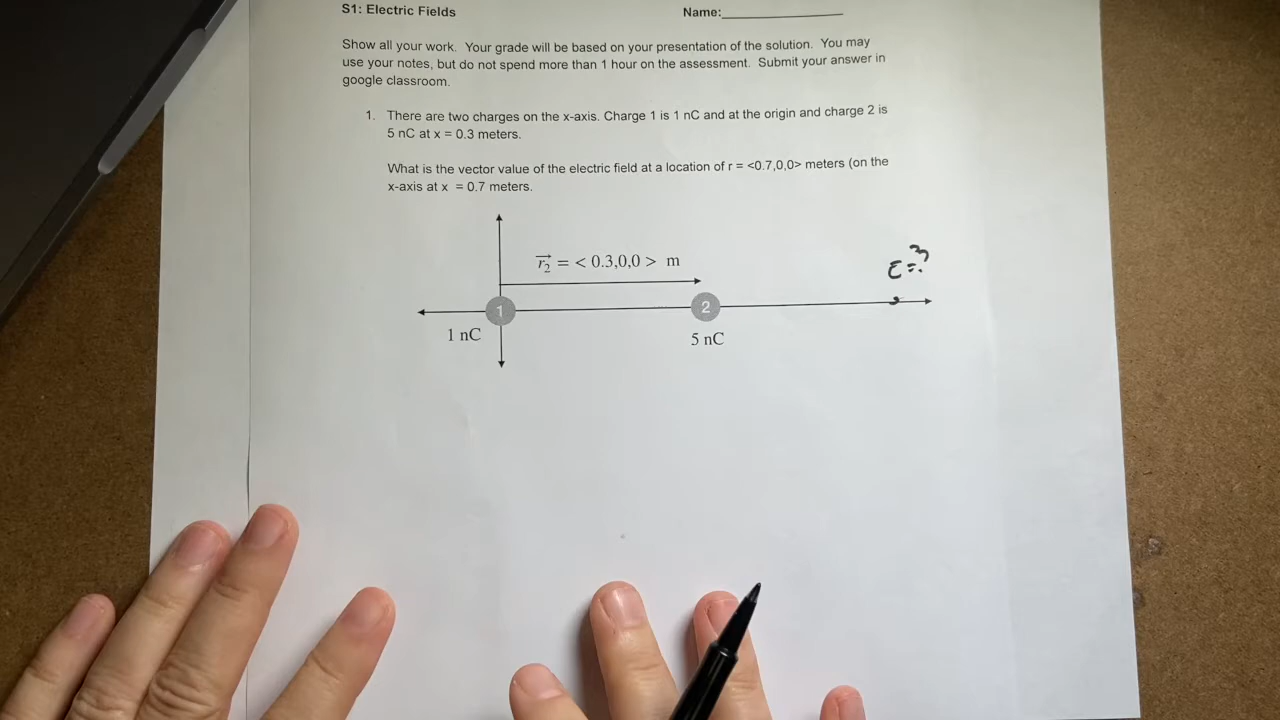 S1: Electric Fields Name:______________
Show all your work. Your grade will be based on your presentation of the solution. You may
use your notes, but do not spend more than 1 hour on the assessment. Submit your answer in
google classroom.
1. There are two charges on the x-axis. Charge 1 is 1 nC and at the origin and charge 2 is
5 nC at x = 0.3 meters.
What is the vector value of the electric field at a location of r = <0.7,0,0> meters (on the
x-axis at x = 0.7 meters.
r₂ = < 0.3,0,0 > m
E=?
1
2
1 nC
5 nC